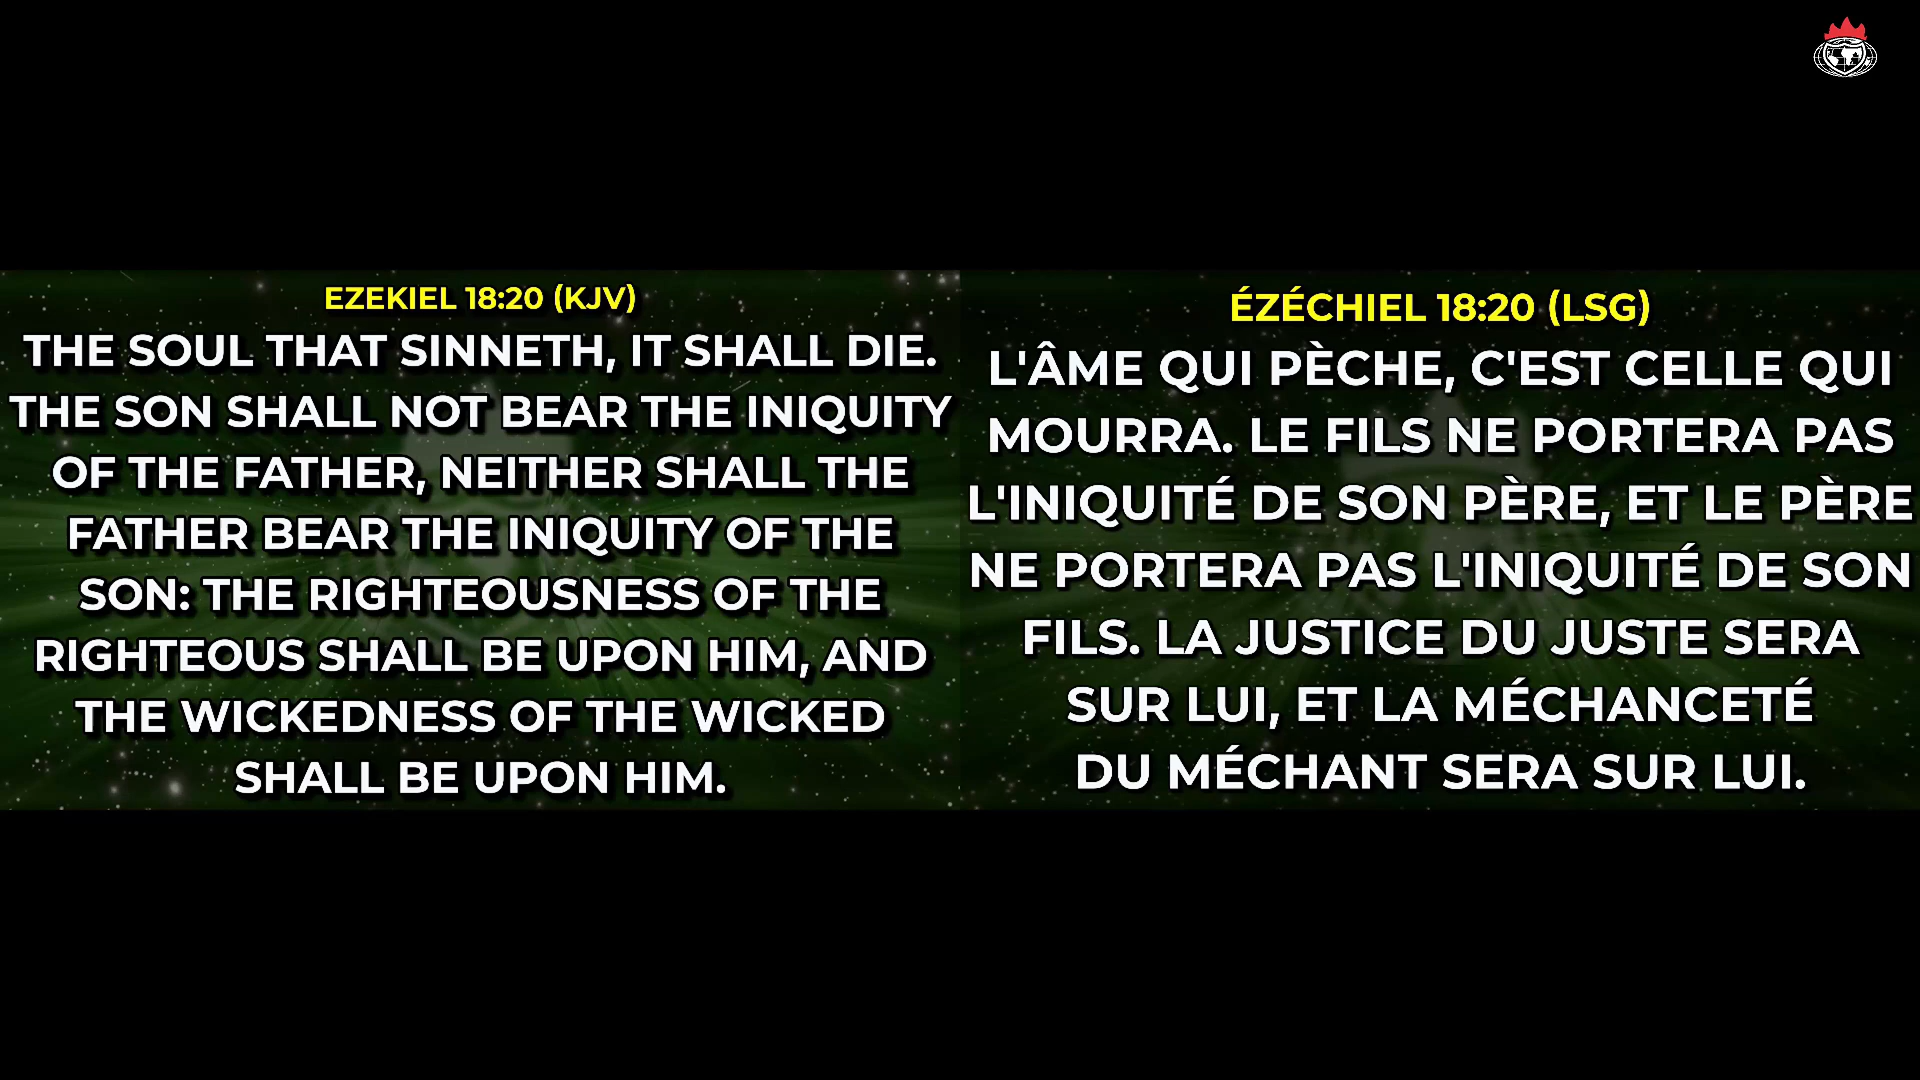 EZEKIEL 18:20 (KJV)
THE SOUL THAT SINNETH, IT SHALL DIE.
THE SON SHALL NOT BEAR THE INIQUITY
OF THE FATHER, NEITHER SHALL THE
FATHER BEAR THE INIQUITY OF THE
SON: THE RIGHTEOUSNESS OF THE
RIGHTEOUS SHALL BE UPON HIM, AND
THE WICKEDNESS OF THE WICKED
SHALL BE UPON HIM.
ÉZÉCHIEL 18:20 (LSG)
L'ÂME QUI PÈCHE, C'EST CELLE QUI
MOURRA. LE FILS NE PORTERA PAS
L'INIQUITÉ DE SON PÈRE, ET LE PÈRE
NE PORTERA PAS L'INIQUITÉ DE SON
FILS. LA JUSTICE DU JUSTE SERA
SUR LUI, ET LA MÉCHANCETÉ
DU MÉCHANT SERA SUR LUI.